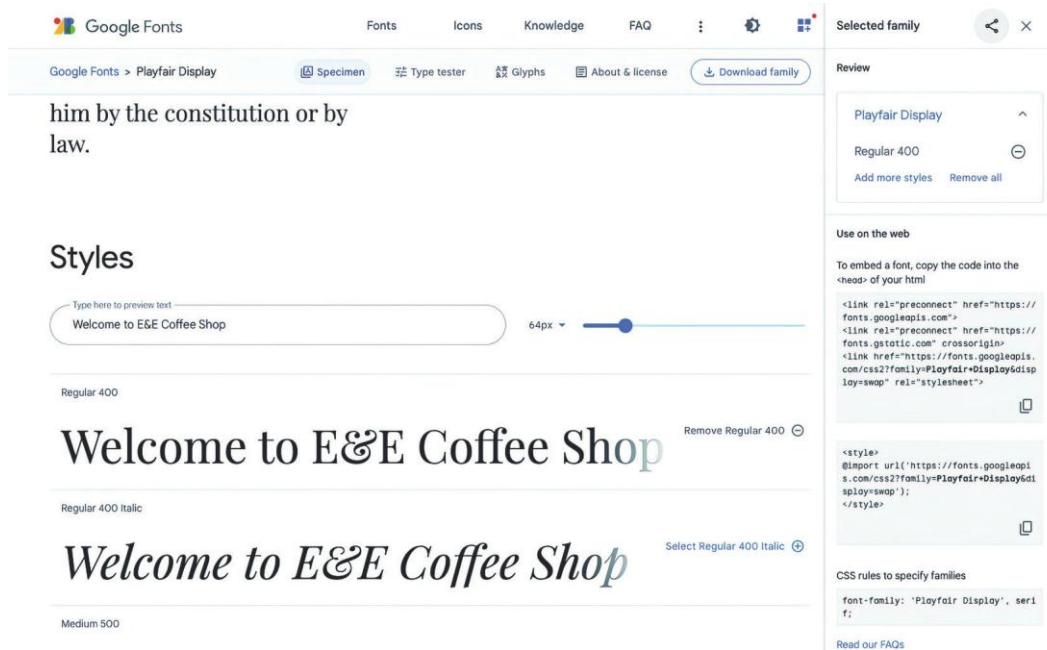 Google Fonts
Fonts
Icons
Knowledge
FAQ
Google Fonts > Playfair Display
Specimen
Type tester
Glyphs
About & license
Download family
him by the constitution or by
law.
Styles
Type here to preview text
Welcome to E&E Coffee Shop
64px
Regular 400
Welcome to E&E Coffee Shop
Remove Regular 400
Regular 400 Italic
Welcome to E&E Coffee Shop
Select Regular 400 Italic
Medium 500
Selected family
Review
Playfair Display
Regular 400
Add more styles
Remove all
Use on the web
To embed a font, copy the code into the
<head> of your html
<link rel="preconnect" href="https://
fonts.googleapis.com">
<link rel="preconnect" href="https://
fonts.gstatic.com" crossorigin>
<link href="https://fonts.googleapis.
com/css2?family=Playfair+Display&disp
lay=swap" rel="stylesheet">
<style>
@import url('https://fonts.googleapi
s.com/css2?family=Playfair+Display&di
splay=swap');
</style>
CSS rules to specify families
font-family: 'Playfair Display', seri
f;
Read our FAQs